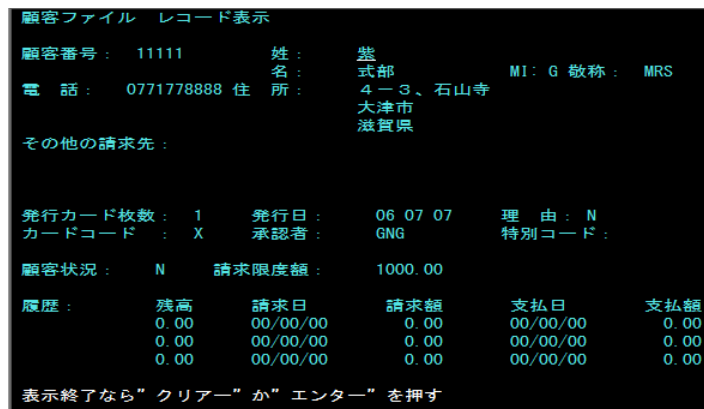 顧客ファイル レコード表示
顧客番号: 11111 姓: 紫
名: 式部 MI: G 敬称: MRS
電 話: 0771778888 住 所: 4-3、石山寺
大津市
滋賀県
その他の請求先:
発行カード枚数: 1 発行日: 06 07 07 理 由: N
カードコード : X 承認者: GNG 特別コード:
顧客状況: N 請求限度額: 1000.00
履歴: 残高 請求日 請求額 支払日 支払額
0.00 00/00/00 0.00 00/00/00 0.00
0.00 00/00/00 0.00 00/00/00 0.00
0.00 00/00/00 0.00 00/00/00 0.00
表示終了なら”クリアー”か”エンター”を押す